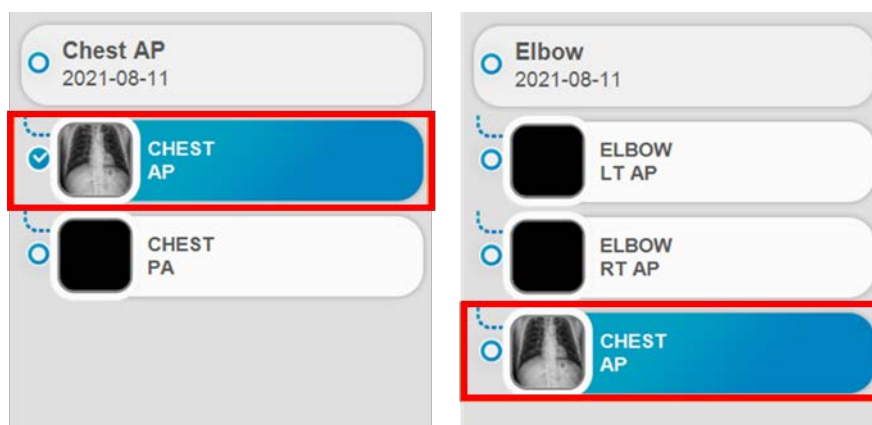 Chest AP
2021-08-11
CHEST
AP
CHEST
PA
Elbow
2021-08-11
ELBOW
LT AP
ELBOW
RT AP
CHEST
AP